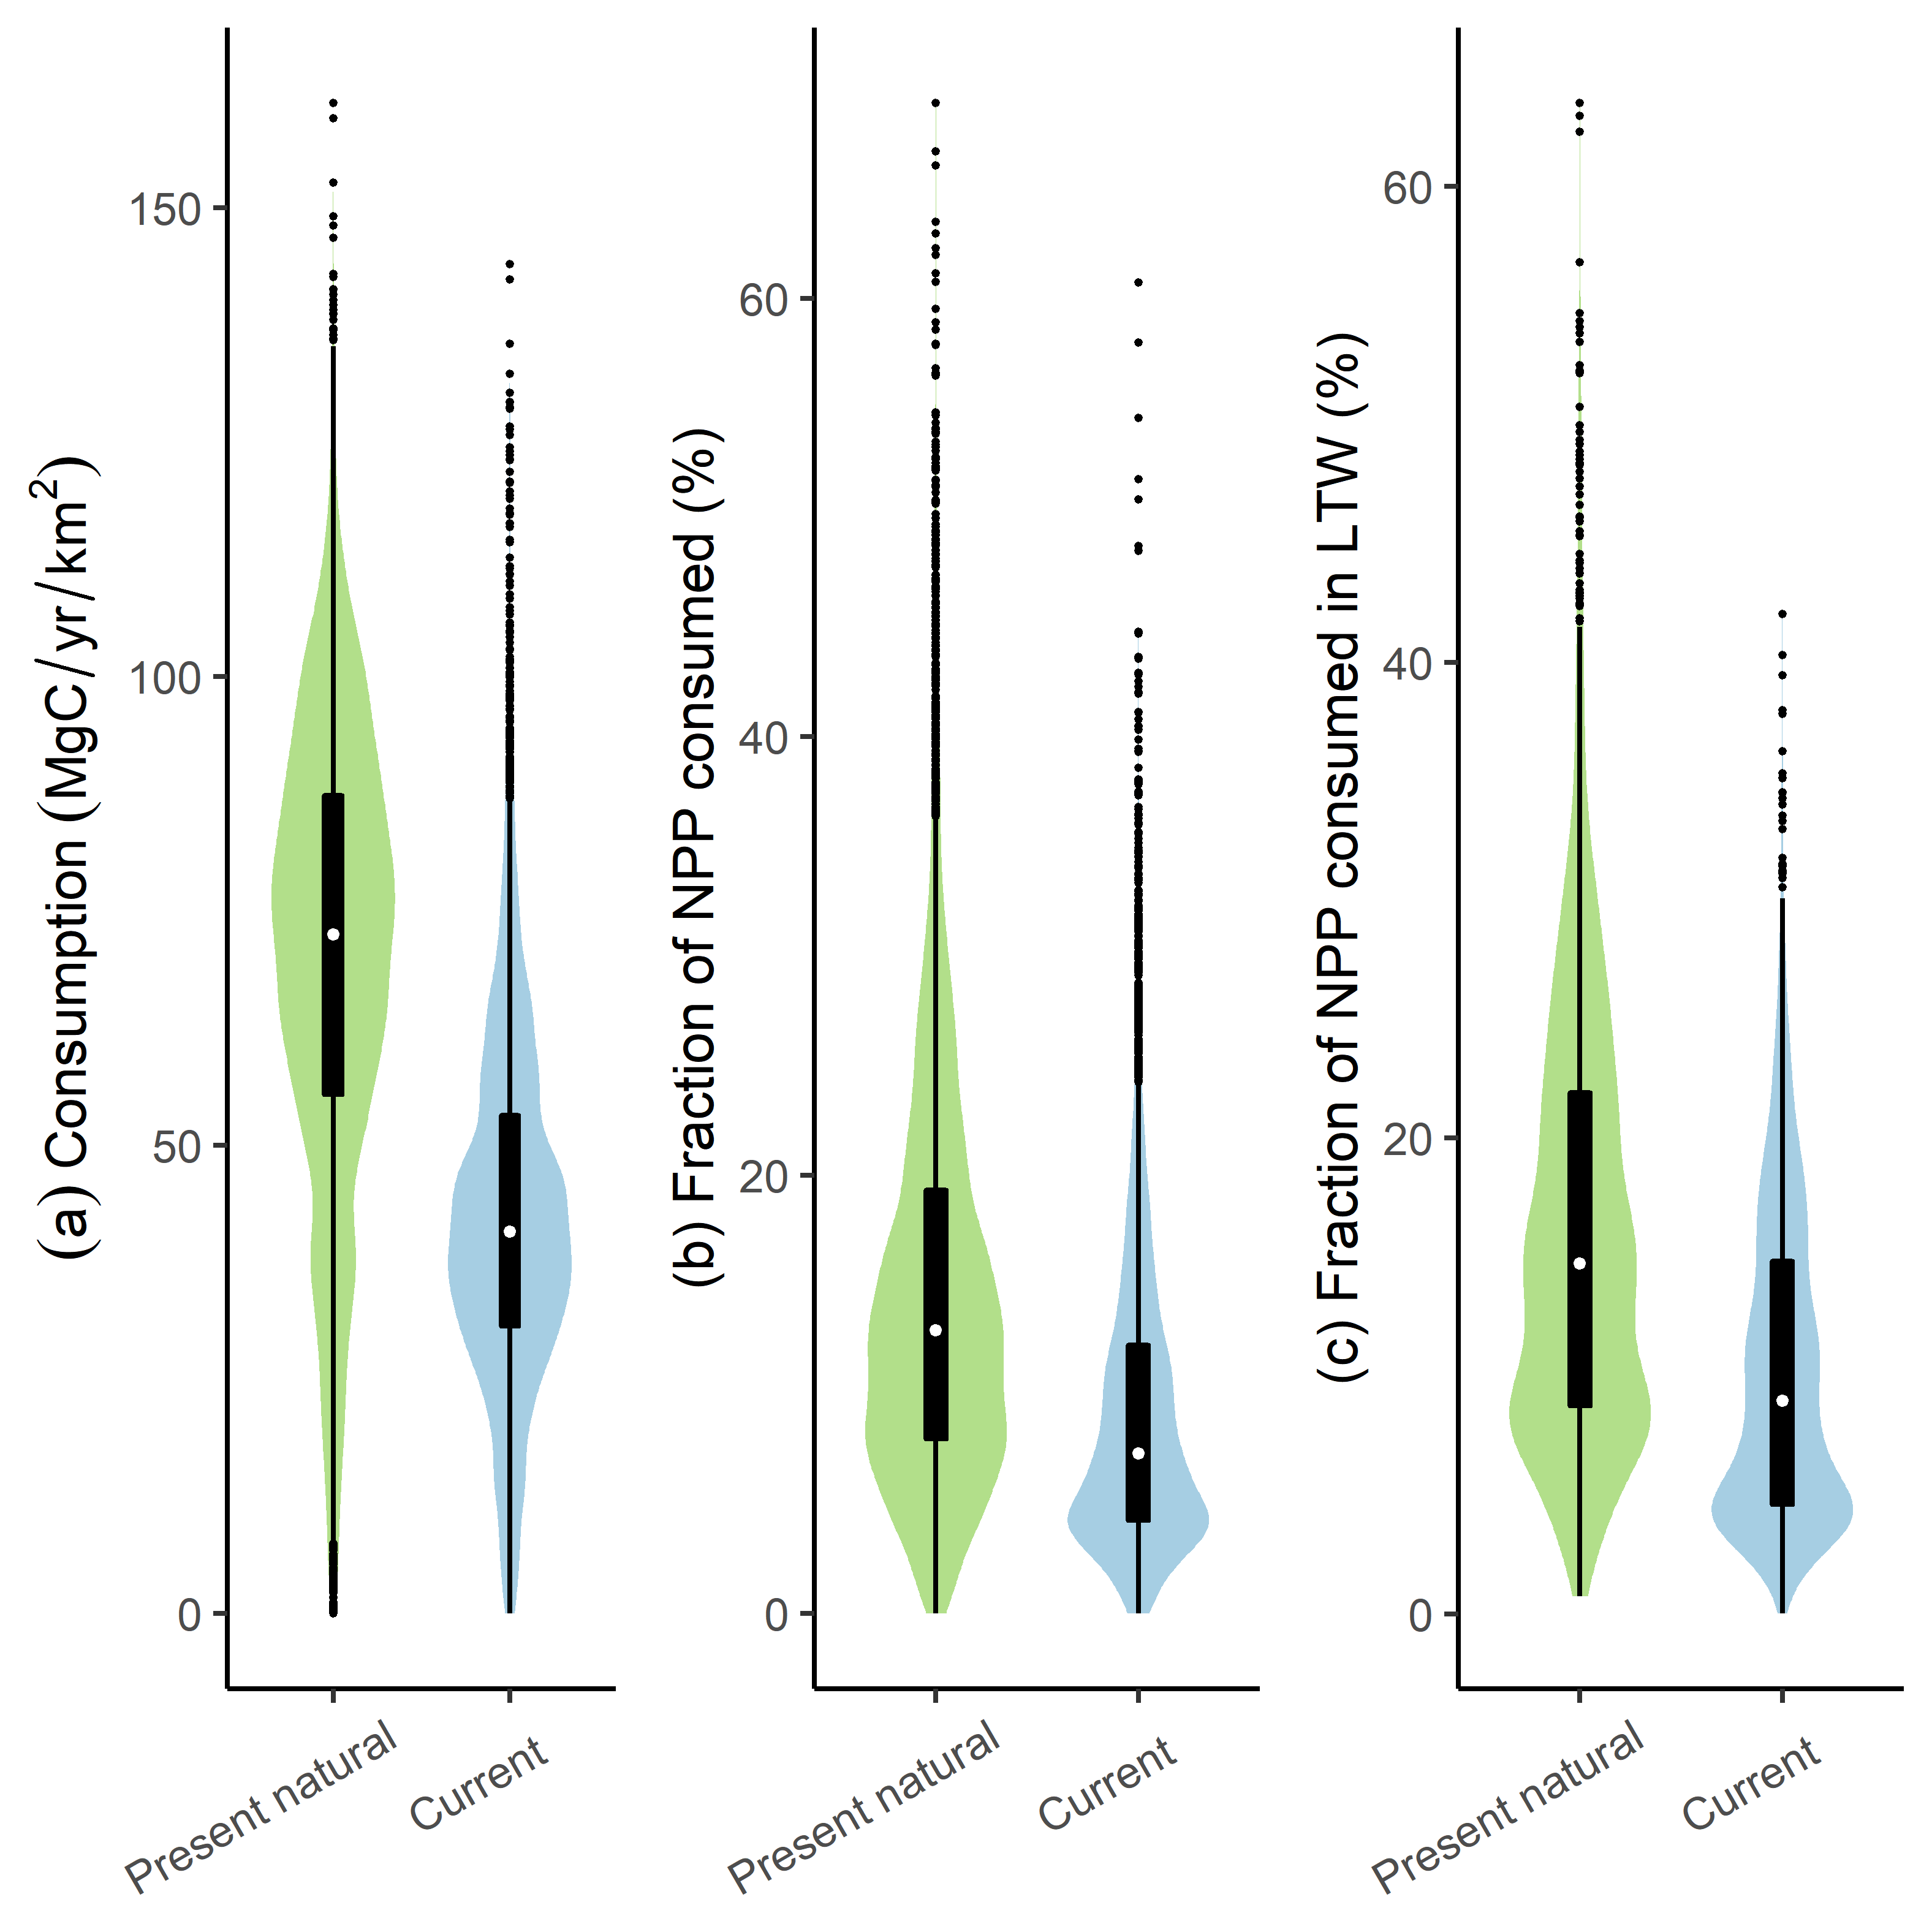 (a) Consumption (MgC/yr/km²)
150
100
50
0
Present natural
Current
(b) Fraction of NPP consumed (%)
60
40
20
0
Present natural
Current
(c) Fraction of NPP consumed in LTW (%)
60
40
20
0
Present natural
Current